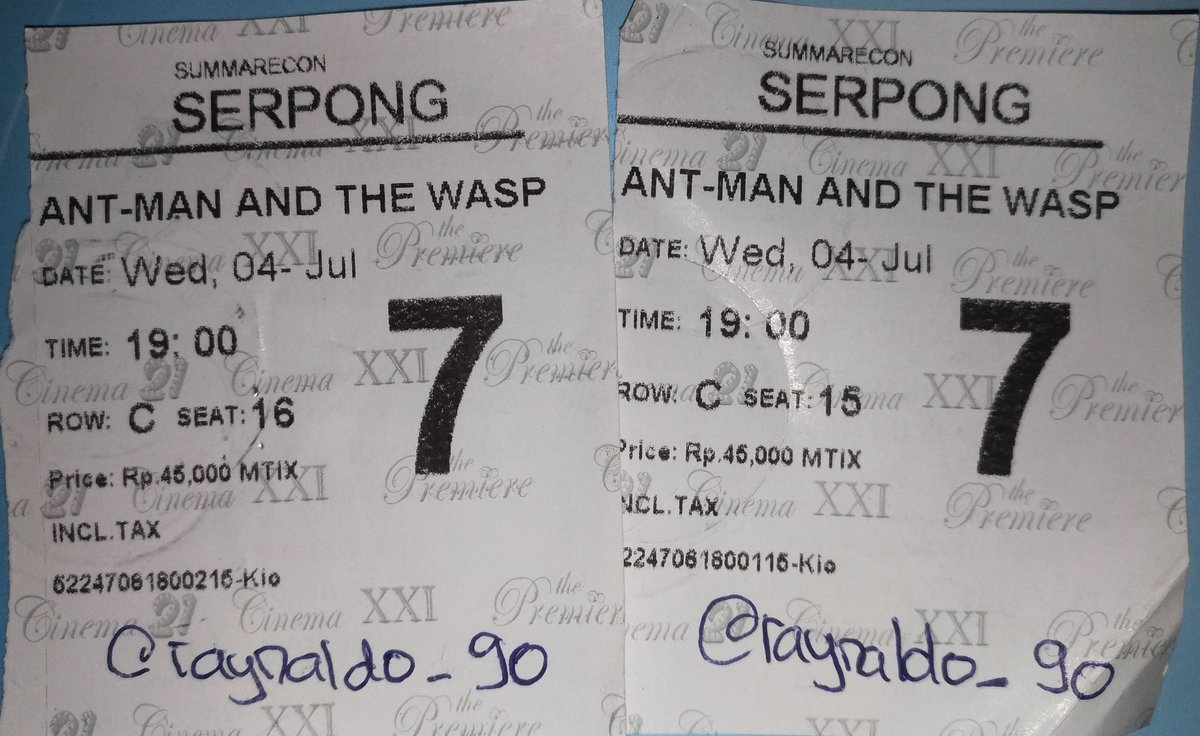 SUMMARECON
SERPONG
ANT-MAN AND THE WASP
DATE: Wed, 04- Jul
TIME: 19: 00
7
ROW: C SEAT: 16
Price: Rp.45,000 MTIX
INCL.TAX
52247081800215-Kio
@raynaldo_90
SUMMARECON
SERPONG
ANT-MAN AND THE WASP
DATE: Wed, 04- Jul
TIME: 19: 00
7
ROW: C SEAT: 15
Price: Rp.45,000 MTIX
INCL.TAX
2247081800115-Kio
@raynaldo_90